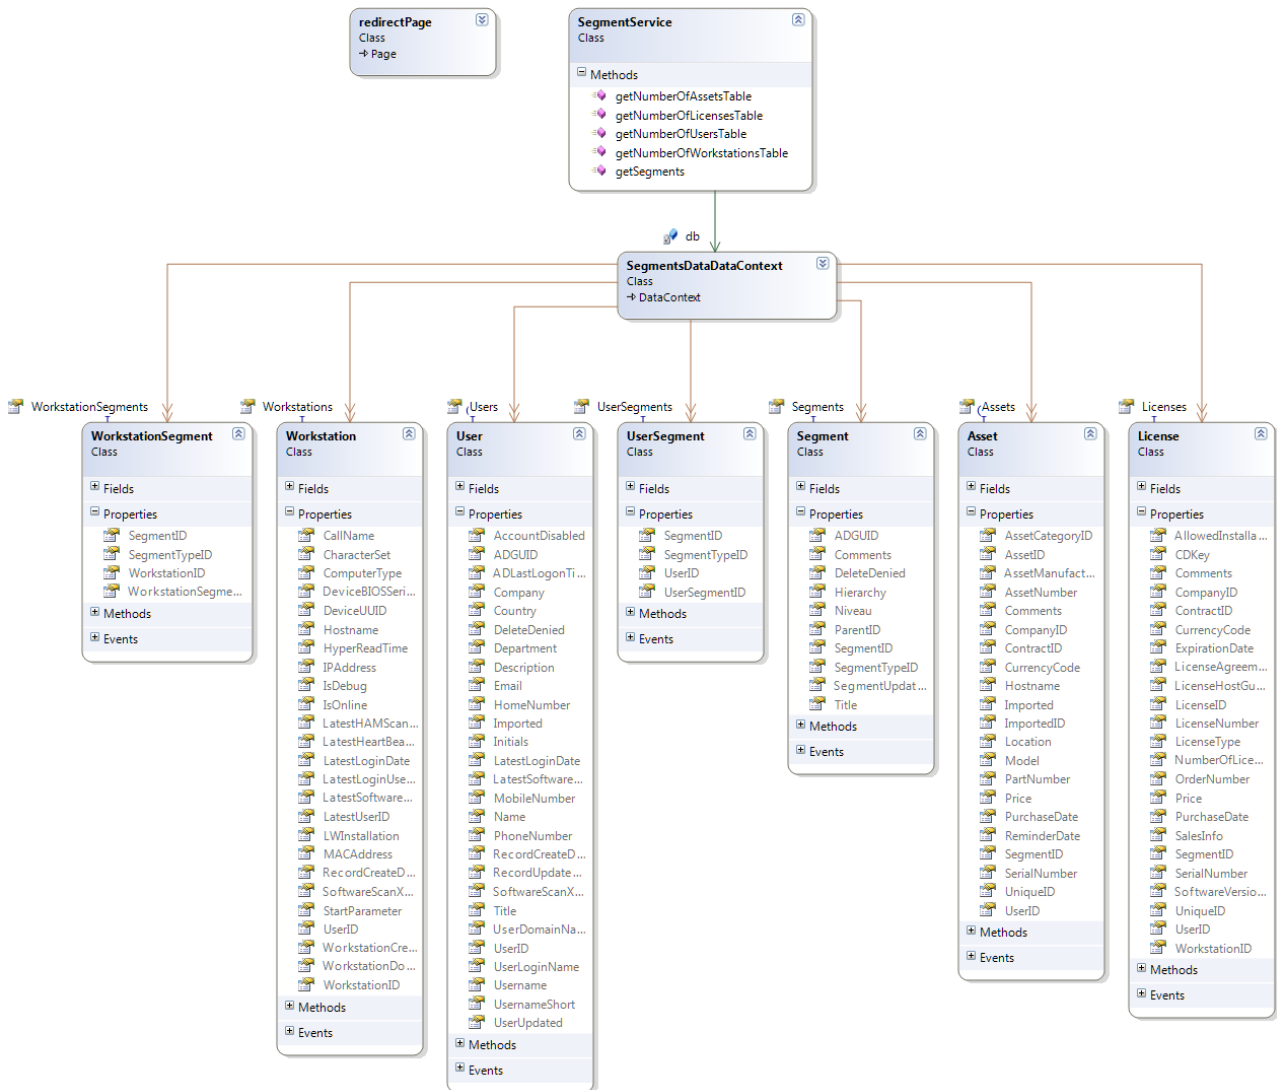 redirectPage
Class
Page
SegmentService
Class
Methods
getNumberOfAssetsTable
getNumberOfLicensesTable
getNumberOfUsersTable
getNumberOfWorkstationsTable
getSegments
db
SegmentsDataDataContext
Class
DataContext
WorkstationSegments
Workstations
Users
UserSegments
Segments
Assets
Licenses
WorkstationSegment
Class
Fields
Properties
SegmentID
SegmentTypeID
WorkstationID
WorkstationSegme...
Methods
Events
Workstation
Class
Fields
Properties
CallName
CharacterSet
ComputerType
DeviceBIOSSeri...
DeviceUUID
Hostname
HyperReadTime
IPAddress
IsDebug
IsOnline
LatestHAMScan...
LatestHeartBea...
LatestLoginDate
LatestLoginUse...
LatestSoftware...
LatestUserID
LWInstallation
MACAddress
RecordCreateD...
SoftwareScanX...
StartParameter
UserID
WorkstationCre...
WorkstationDo...
WorkstationID
Methods
Events
User
Class
Fields
Properties
AccountDisabled
ADGUID
ADLastLogonTi...
Company
Country
DeleteDenied
Department
Description
Email
HomeNumber
Imported
Initials
LatestLoginDate
LatestSoftware...
MobileNumber
Name
PhoneNumber
RecordCreateD...
RecordUpdate...
SoftwareScanX...
Title
UserDomainNa...
UserID
UserLoginName
Username
UsernameShort
UserUpdated
Methods
Events
UserSegment
Class
Fields
Properties
SegmentID
SegmentTypeID
UserID
UserSegmentID
Methods
Events
Segment
Class
Fields
Properties
ADGUID
Comments
DeleteDenied
Hierarchy
Niveau
ParentID
SegmentID
SegmentTypeID
SegmentUpdat...
Title
Methods
Events
Asset
Class
Fields
Properties
AssetCategoryID
AssetID
AssetManufact...
AssetNumber
Comments
CompanyID
ContractID
CurrencyCode
Hostname
Imported
ImportedID
Location
Model
PartNumber
Price
PurchaseDate
ReminderDate
SegmentID
SerialNumber
UniqueID
UserID
Methods
Events
License
Class
Fields
Properties
AllowedInstalla...
CDKey
Comments
CompanyID
ContractID
CurrencyCode
ExpirationDate
LicenseAgreem...
LicenseHostGu...
LicenseID
LicenseNumber
LicenseType
NumberOfLice...
OrderNumber
Price
PurchaseDate
SalesInfo
SegmentID
SerialNumber
SoftwareVersio...
UniqueID
UserID
WorkstationID
Methods
Events